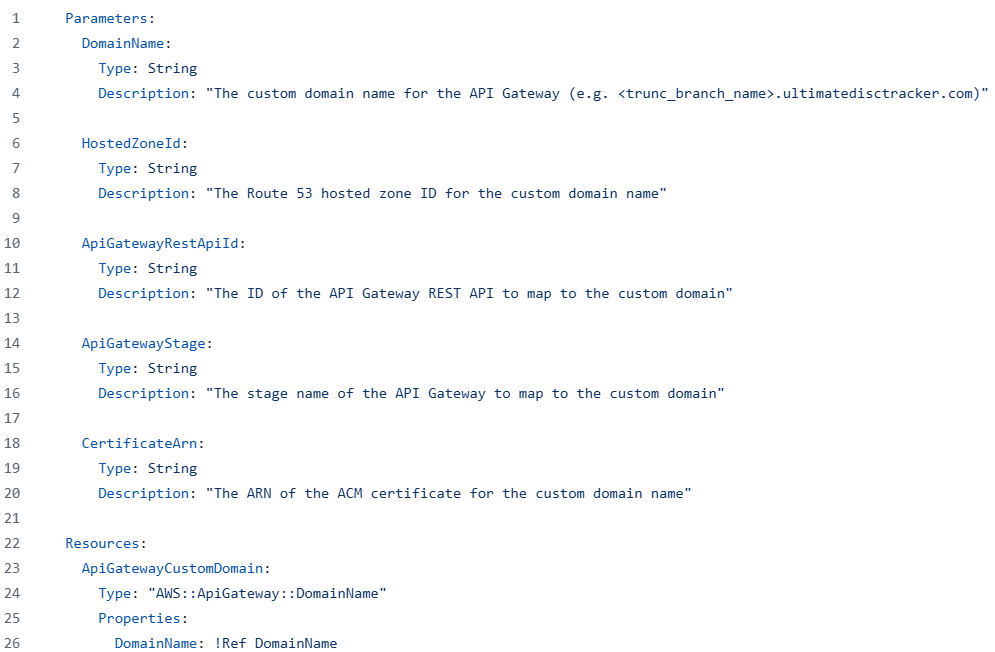 1 Parameters:
2   DomainName:
3     Type: String
4     Description: "The custom domain name for the API Gateway (e.g. <trunc_branch_name>.ultimatedisctracker.com)"
5
6   HostedZoneId:
7     Type: String
8     Description: "The Route 53 hosted zone ID for the custom domain name"
9
10   ApiGatewayRestApiId:
11     Type: String
12     Description: "The ID of the API Gateway REST API to map to the custom domain"
13
14   ApiGatewayStage:
15     Type: String
16     Description: "The stage name of the API Gateway to map to the custom domain"
17
18   CertificateArn:
19     Type: String
20     Description: "The ARN of the ACM certificate for the custom domain name"
21
22 Resources:
23   ApiGatewayCustomDomain:
24     Type: "AWS::ApiGateway::DomainName"
25     Properties:
26       DomainName: !Ref DomainName